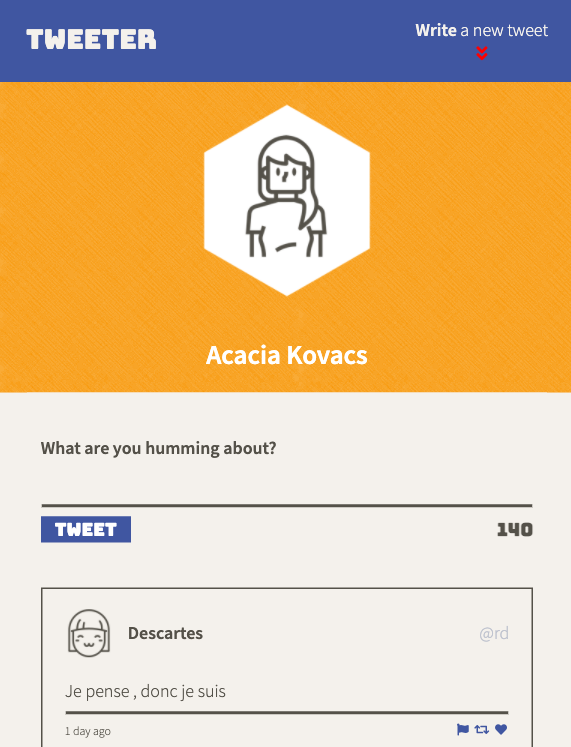 TWEETER
Write a new tweet
Acacia Kovacs
What are you humming about?
TWEET
140
Descartes
@rd
Je pense , donc je suis
1 day ago